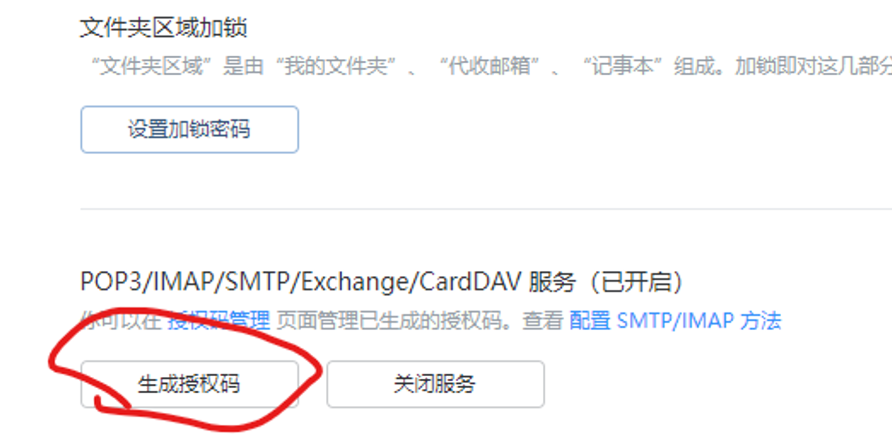 文件夹区域加锁
“文件夹区域”是由“我的文件夹”、“代收邮箱”、“记事本”组成。加锁即对这几部分
设置加锁密码
POP3/IMAP/SMTP/Exchange/CardDAV 服务（已开启）
你可以在 授权码管理 页面管理已生成的授权码。查看 配置 SMTP/IMAP 方法
生成授权码 关闭服务